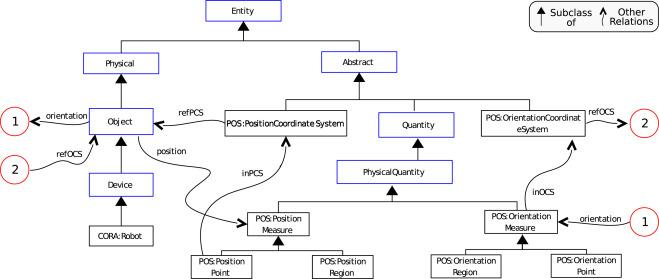 Entity
Subclass
of
Other
Relations
Physical
Abstract
1
orientation
Object
refPCS
POS:PositionCoordinate System
Quantity
POS:OrientationCoordinat
eSystem
refOCS
2
2
refOCS
position
inPCS
PhysicalQuantity
Device
inOCS
POS:Position
Measure
POS:Orientation
Measure
orientation
1
CORA:Robot
POS:Position
Point
POS:Position
Region
POS:Orientation
Region
POS:Orientation
Point